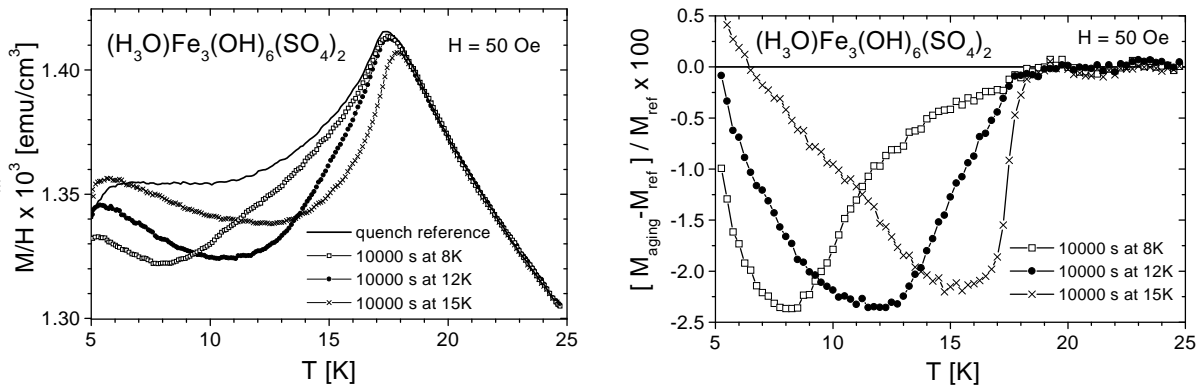 (H₃O)Fe₃(OH)₆(SO₄)₂
H = 50 Oe
M/H x 10³ [emu/cm³]
1.40
1.35
1.30
quench reference
10000 s at 8K
10000 s at 12K
10000 s at 15K
5 10 15 20 25
T [K]
(H₃O)Fe₃(OH)₆(SO₄)₂
H = 50 Oe
[ M_aging-M_ref ] / M_ref x 100
0.5
0.0
-0.5
-1.0
-1.5
-2.0
-2.5
10000 s at 8K
10000 s at 12K
10000 s at 15K
5 10 15 20 25
T [K]